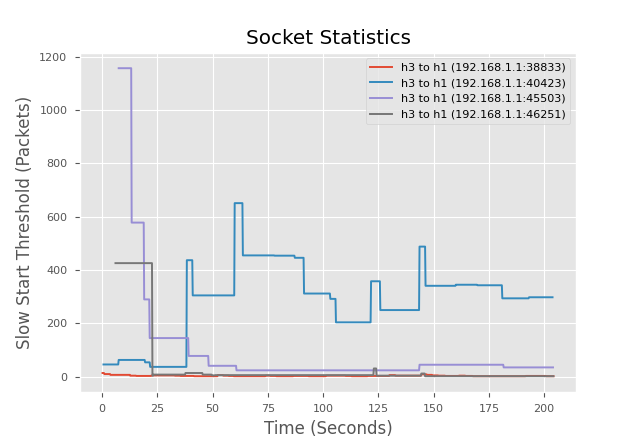 Socket Statistics
1200
1000
800
600
400
200
0
Slow Start Threshold (Packets)
h3 to h1 (192.168.1.1:38833)
h3 to h1 (192.168.1.1:40423)
h3 to h1 (192.168.1.1:45503)
h3 to h1 (192.168.1.1:46251)
0 25 50 75 100 125 150 175 200
Time (Seconds)